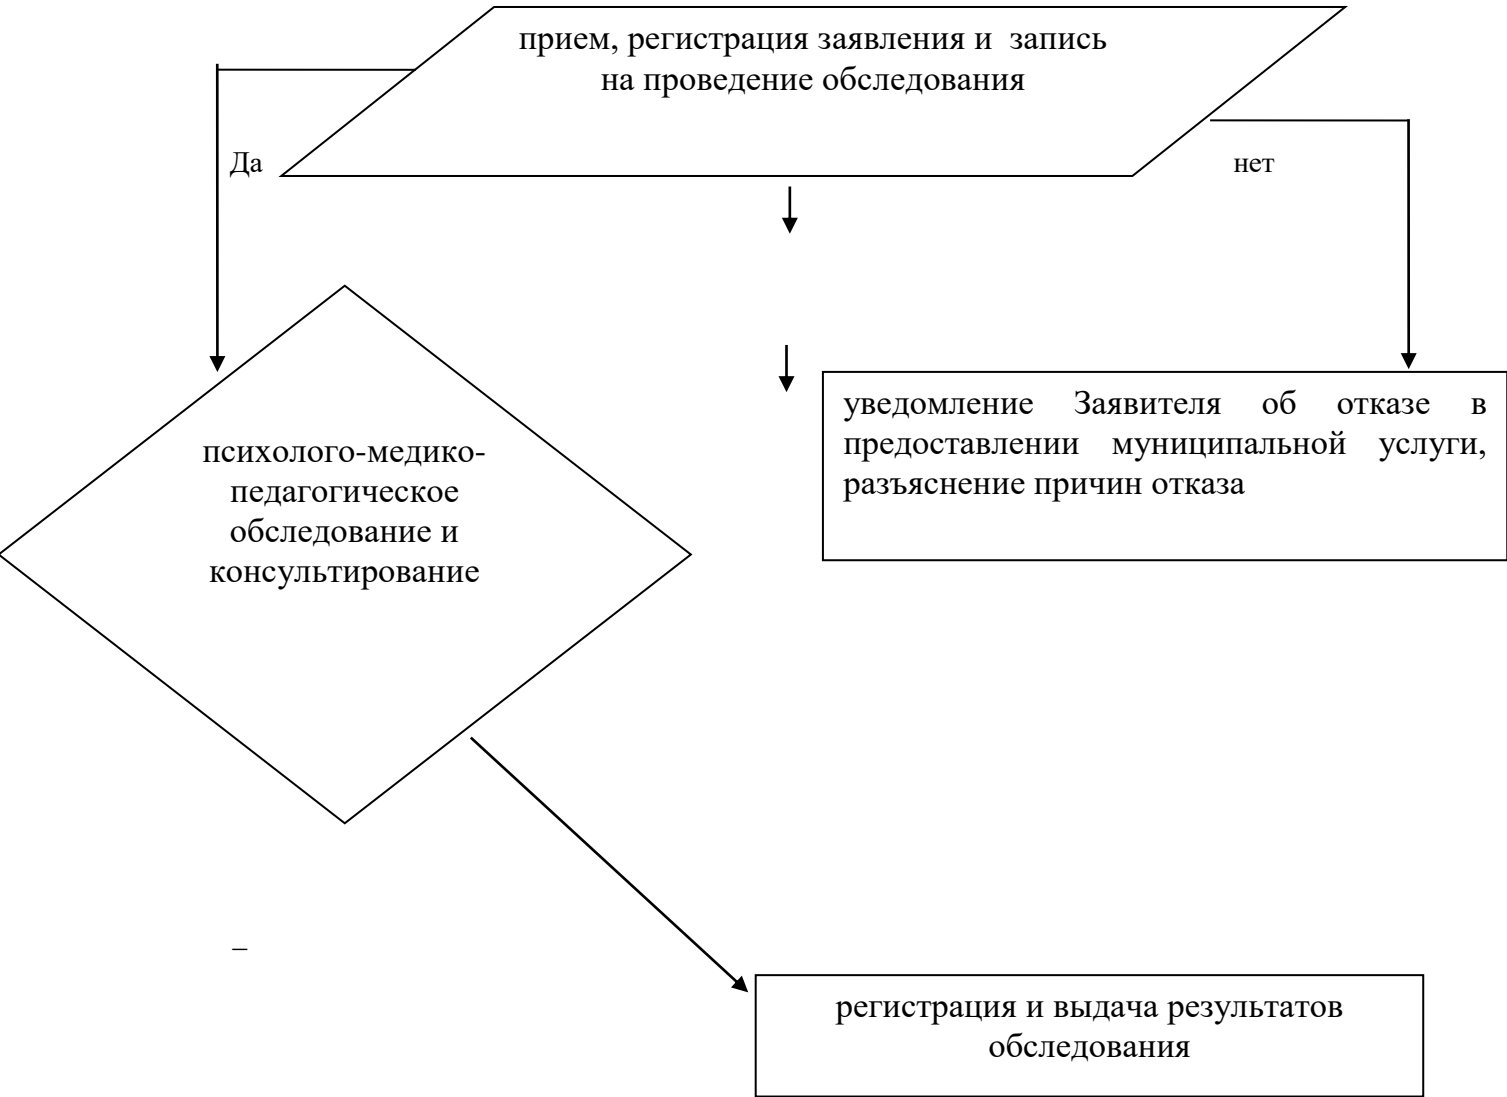 прием, регистрация заявления и запись
на проведение обследования
Да
нет
уведомление Заявителя об отказе в
предоставлении муниципальной услуги,
разъяснение причин отказа
психолого-медико-
педагогическое
обследование и
консультирование
–
регистрация и выдача результатов
обследования